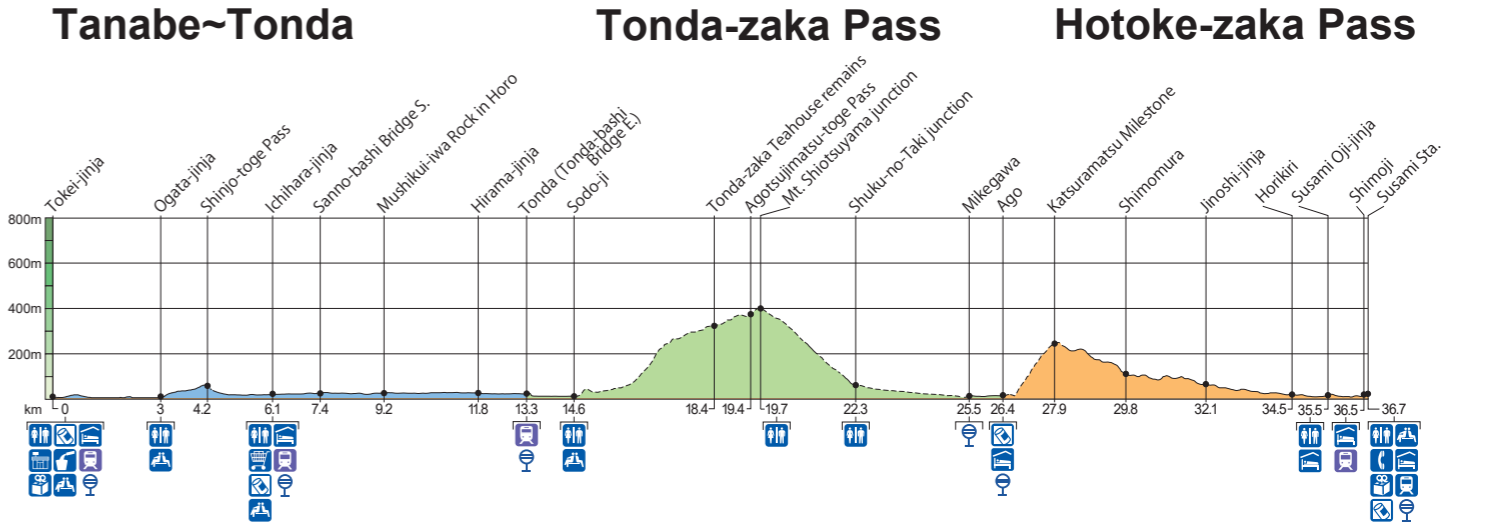 Tanabe~Tonda
Tonda-zaka Pass
Hotoke-zaka Pass
Tokei-jinja
Ogata-jinja
Shinjo-toge Pass
Ichihara-jinja
Sanno-bashi Bridge S.
Mushikui-iwa Rock in Horo
Hirama-jinja
Tonda (Tonda-bashi
Bridge E.)
Sodo-ji
Tonda-zaka Teahouse remains
Agotsujimatsu-toge Pass
Mt. Shiotsuyama junction
Shuku-no-Taki junction
Mikegawa
Ago
Katsuramatsu Milestone
Shimomura
Jinoshi-jinja
Horikiri
Susami Oji-jinja
Shimoji
Susami Sta.
800m
600m
400m
200m
km 0 3 4.2 6.1 7.4 9.2 11.8 13.3 14.6 18.4 19.4 19.7 22.3 25.5 26.4 27.9 29.8 32.1 34.5 35.5 36.5 36.7